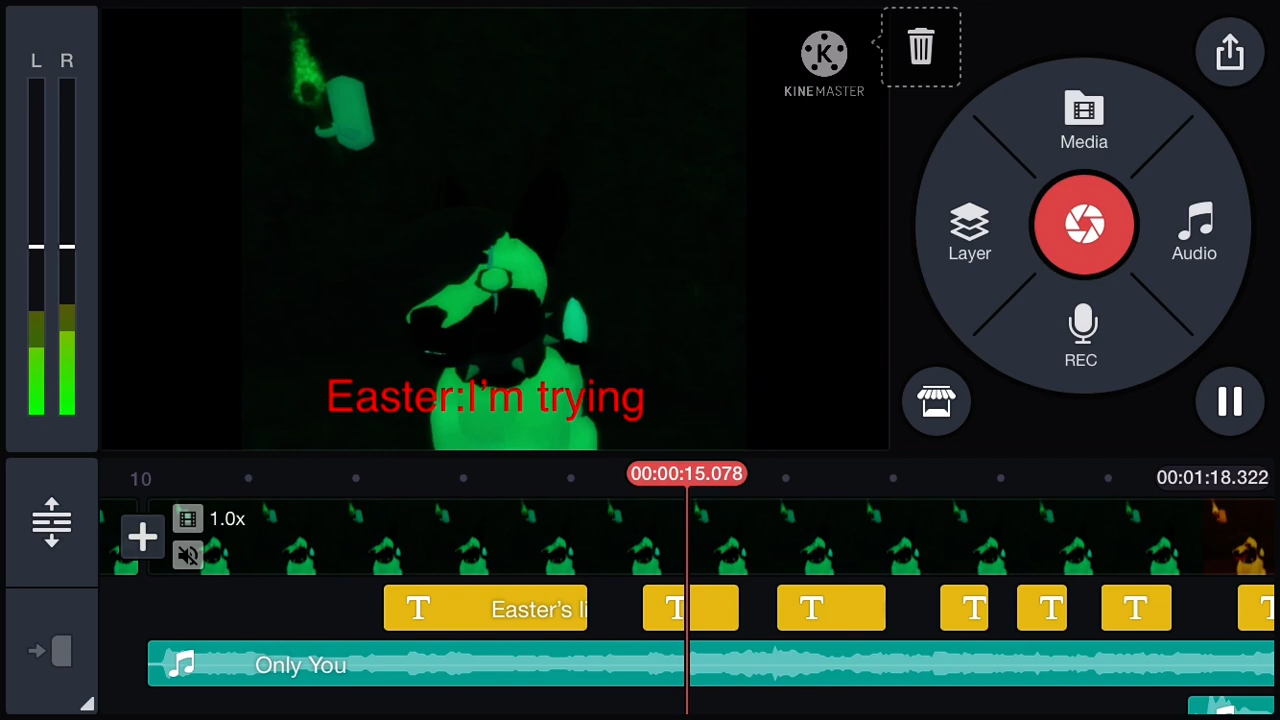 L R
KINEMASTER
Media
Layer
Audio
REC
Easter:I'm trying
10
00:00:15.078
00:01:18.322
1.0x
T Easter's li
T
T
T
T
T
T
Only You